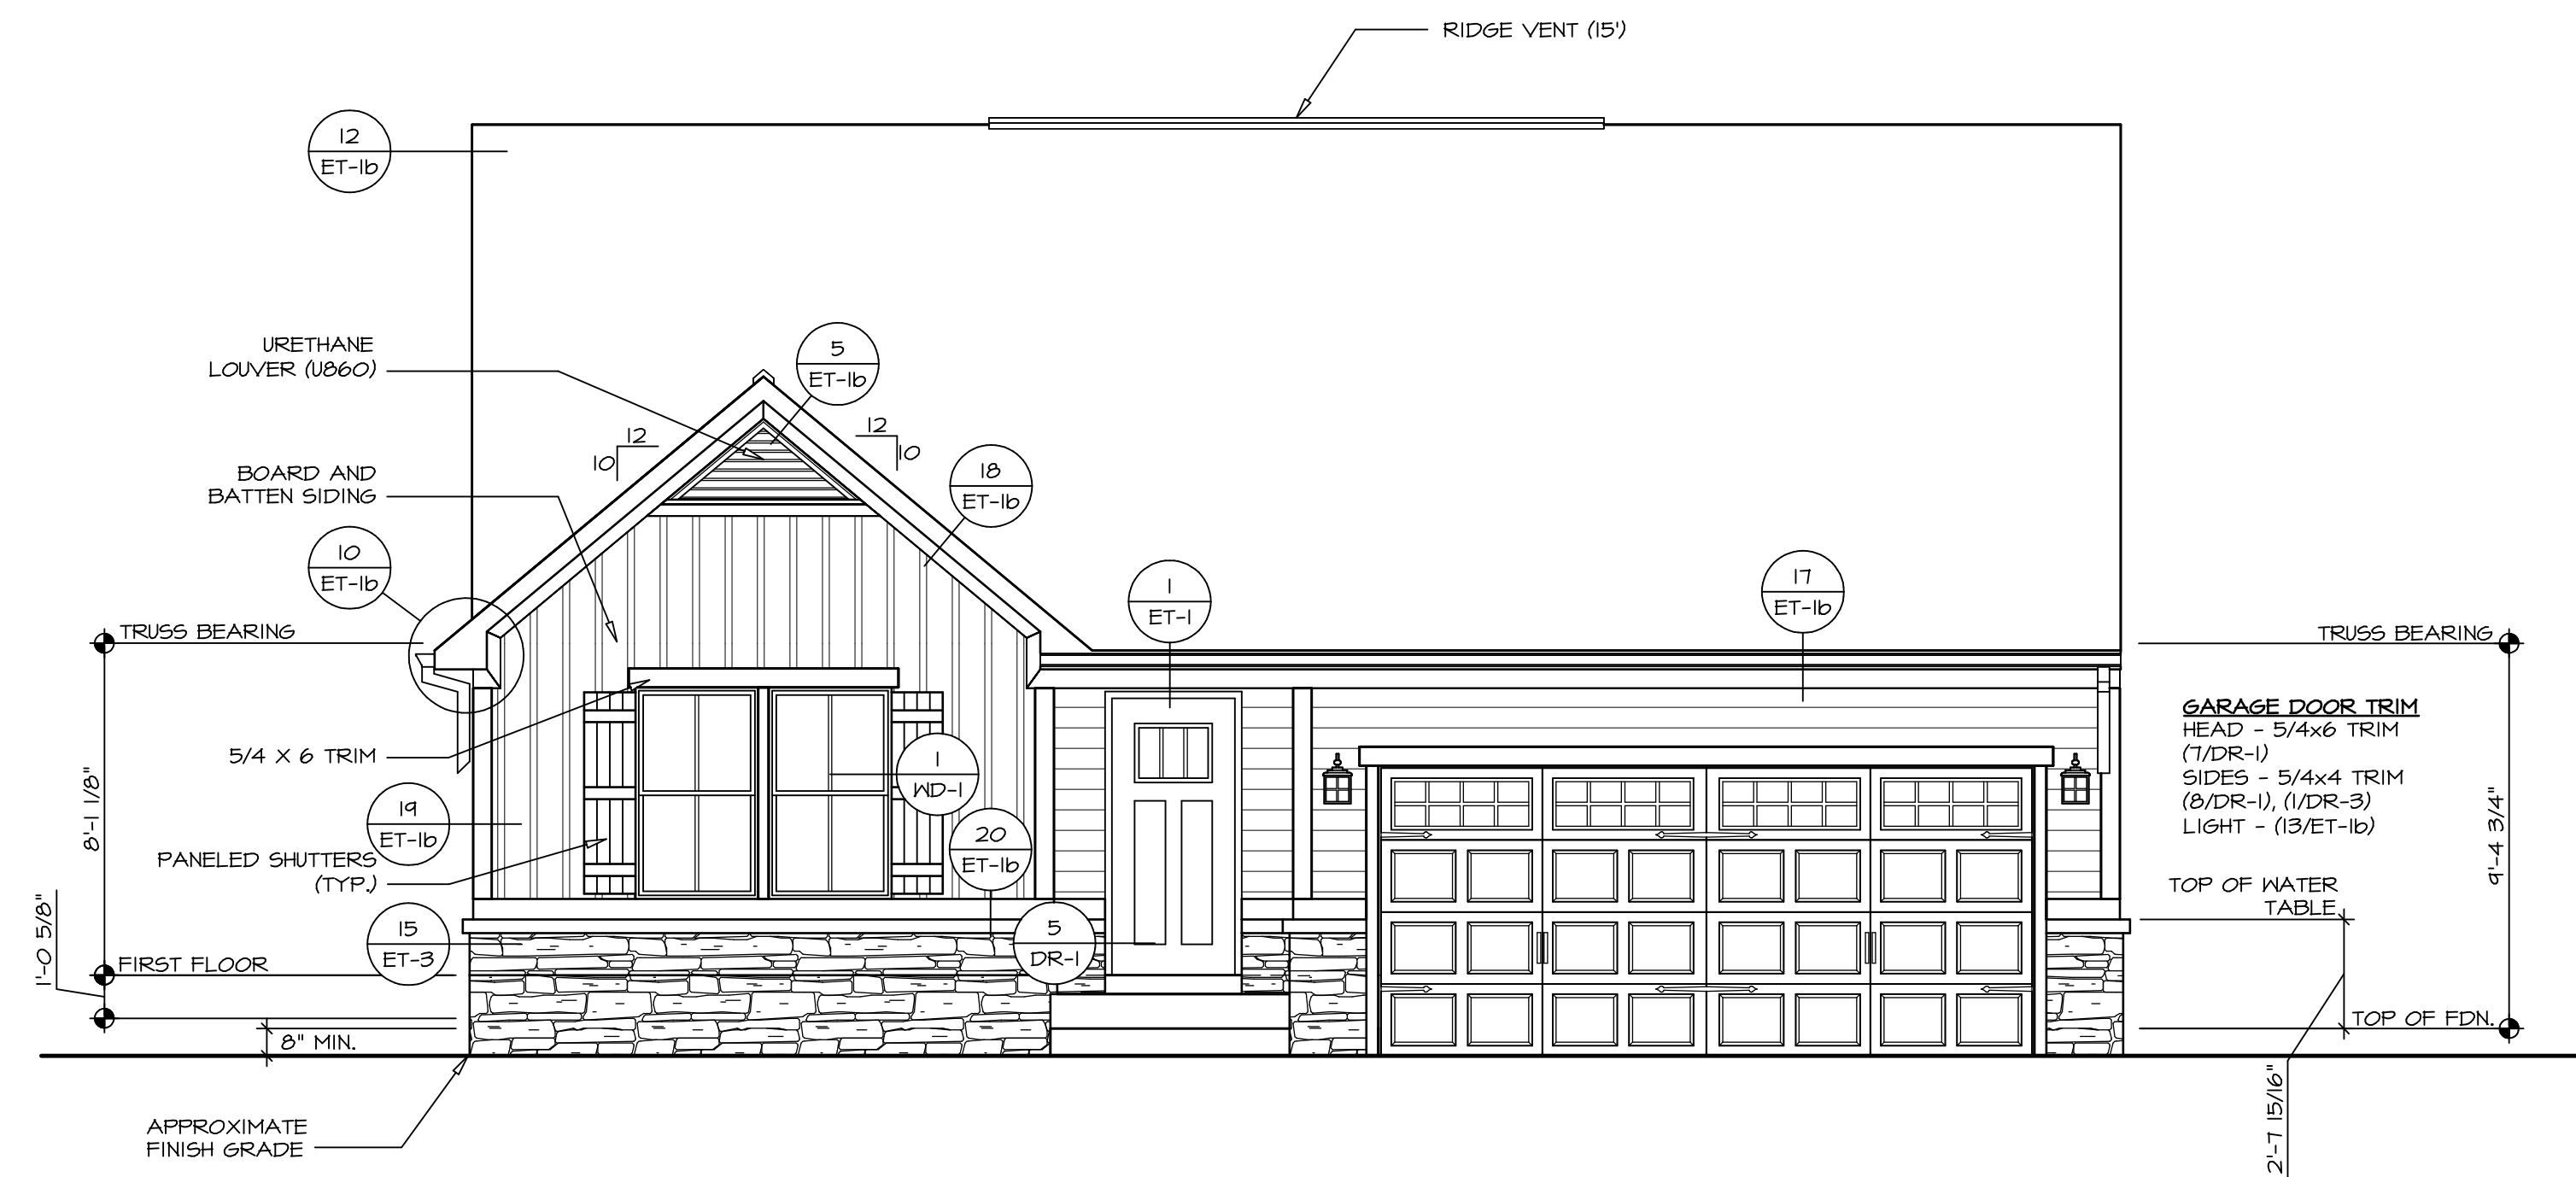 RIDGE VENT (15')
12
ET-1b
URETHANE
LOUVER (U860)
5
ET-1b
12
10
12
10
BOARD AND
BATTEN SIDING
18
ET-1b
10
ET-1b
1
ET-1
17
ET-1b
TRUSS BEARING
TRUSS BEARING
5/4 X 6 TRIM
1
WD-1
8'-1 1/8"
19
ET-1b
20
ET-1b
PANELED SHUTTERS
(TYP.)
GARAGE DOOR TRIM
HEAD - 5/4x6 TRIM
(7/DR-1)
SIDES - 5/4x4 TRIM
(8/DR-1), (1/DR-3)
LIGHT - (13/ET-1b)
9'-4 3/4"
TOP OF WATER
TABLE
1'-0 5/8"
15
ET-3
5
DR-1
FIRST FLOOR
8" MIN.
TOP OF FDN.
2'-7 15/16"
APPROXIMATE
FINISH GRADE